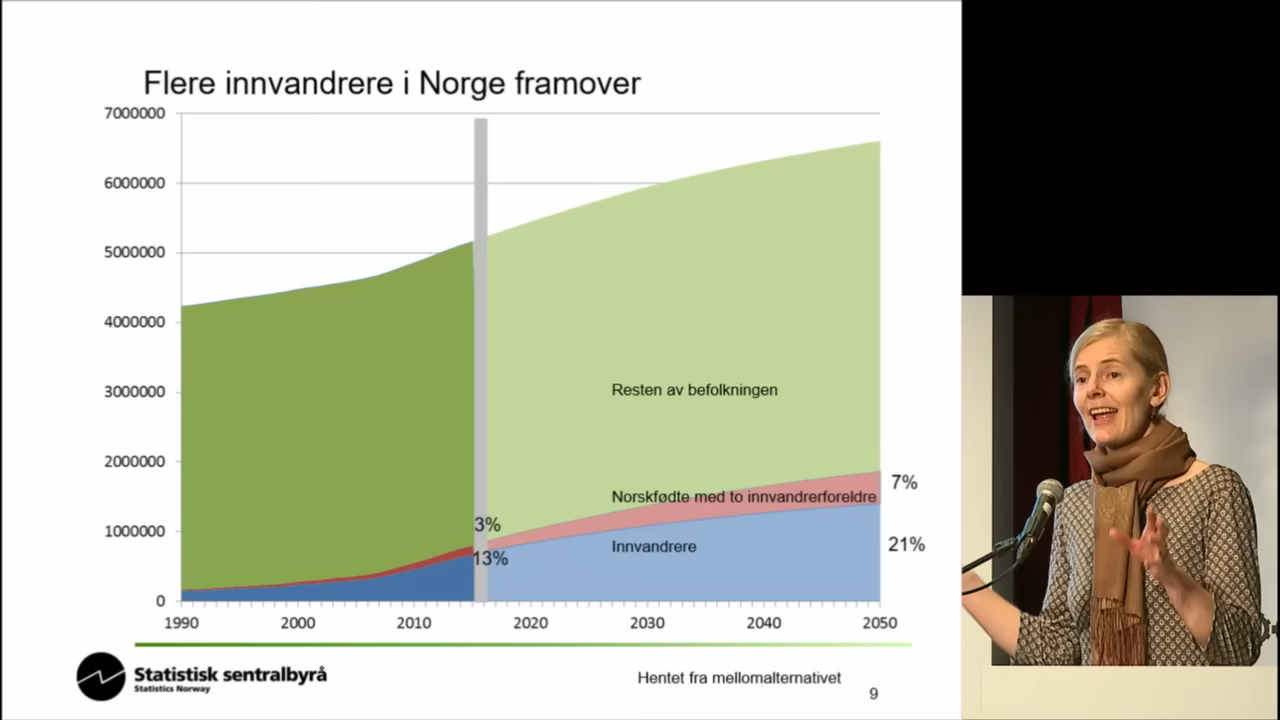 Flere innvandrere i Norge framover
7000000
6000000
5000000
4000000
3000000
2000000
1000000
0
Resten av befolkningen
Norskfødte med to innvandrerforeldre
Innvandrere
3%
13%
7%
21%
1990 2000 2010 2020 2030 2040 2050
Statistisk sentralbyrå
Statistics Norway
Hentet fra mellomalternativet
9